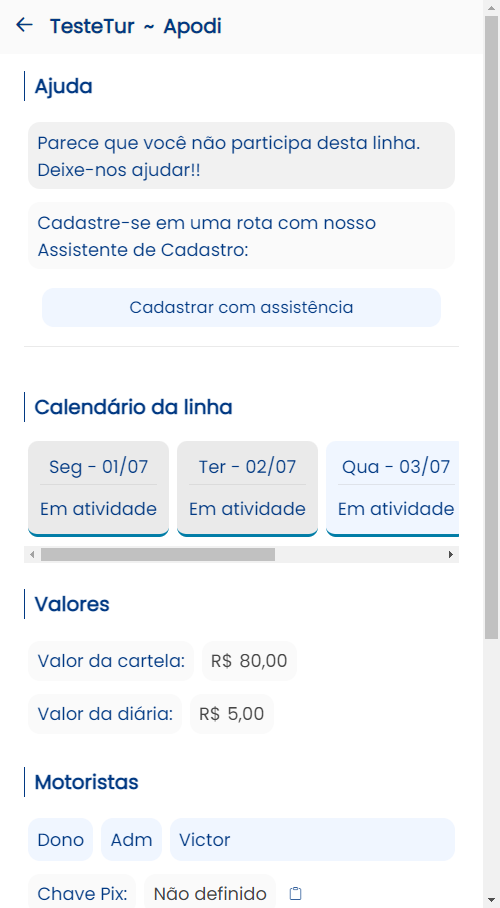 TesteTur ~ Apodi
Ajuda
Parece que você não participa desta linha.
Deixe-nos ajudar!!
Cadastre-se em uma rota com nosso
Assistente de Cadastro:
Cadastrar com assistência
Calendário da linha
Seg - 01/07 Ter - 02/07 Qua - 03/07
Em atividade Em atividade Em atividade
Valores
Valor da cartela: R$ 80,00
Valor da diária: R$ 5,00
Motoristas
Dono Adm Victor
Chave Pix: Não definido